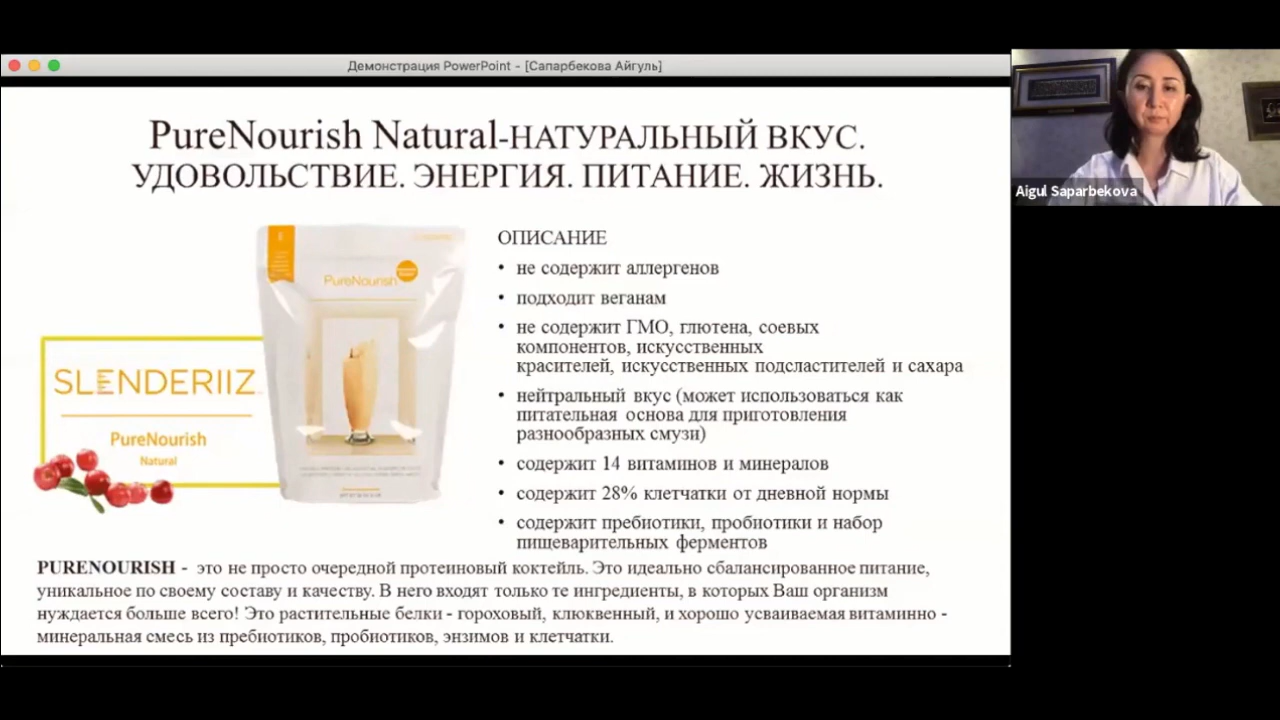 Демонстрация PowerPoint - [Сапарбекова Айгуль]
PureNourish Natural-НАТУРАЛЬНЫЙ ВКУС.
УДОВОЛЬСТВИЕ. ЭНЕРГИЯ. ПИТАНИЕ. ЖИЗНЬ.
Aigul Saparbekova
SLENDERIIZ
PureNourish
Natural
PureNourish
ОПИСАНИЕ
• не содержит аллергенов
• подходит веганам
• не содержит ГМО, глютена, соевых
компонентов, искусственных
красителей, искусственных подсластителей и сахара
• нейтральный вкус (может использоваться как
питательная основа для приготовления
разнообразных смузи)
• содержит 14 витаминов и минералов
• содержит 28% клетчатки от дневной нормы
• содержит пребиотики, пробиотики и набор
пищеварительных ферментов
PURENOURISH - это не просто очередной протеиновый коктейль. Это идеально сбалансированное питание,
уникальное по своему составу и качеству. В него входят только те ингредиенты, в которых Ваш организм
нуждается больше всего! Это растительные белки - гороховый, клюквенный, и хорошо усваиваемая витаминно -
минеральная смесь из пребиотиков, пробиотиков, энзимов и клетчатки.